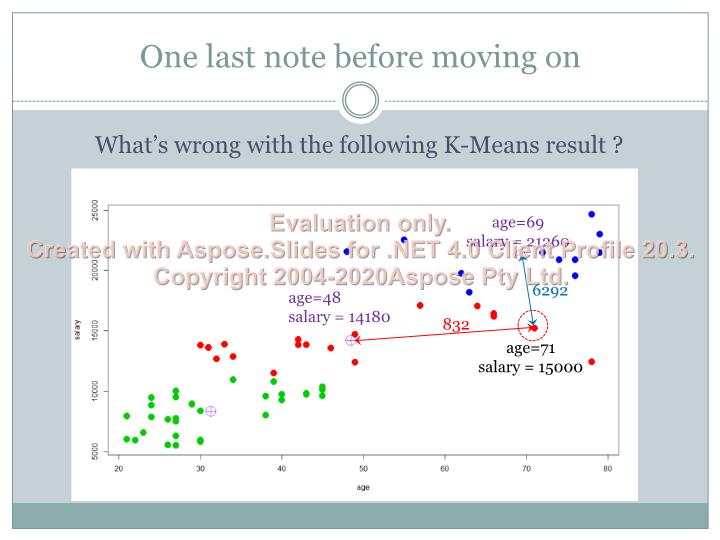 One last note before moving on
What's wrong with the following K-Means result ?
Evaluation only.
Created with Aspose.Slides for .NET 4.0 Client Profile 20.3.
Copyright 2004-2020Aspose Pty Ltd.
age=69
salary = 21260
6292
age=48
salary = 14180
832
age=71
salary = 15000
salary
25000
20000
15000
10000
5000
20 30 40 50 60 70 80
age